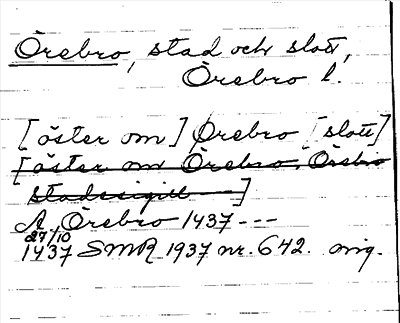 Örebro, stad och slott,
Örebro l.
[öster om] Örebro [slott]
[öster om Örebro, Örebro
stadssigill ---]
A Örebro 1437 ---
27/10
1437 SMR 1937 nr. 642. orig.